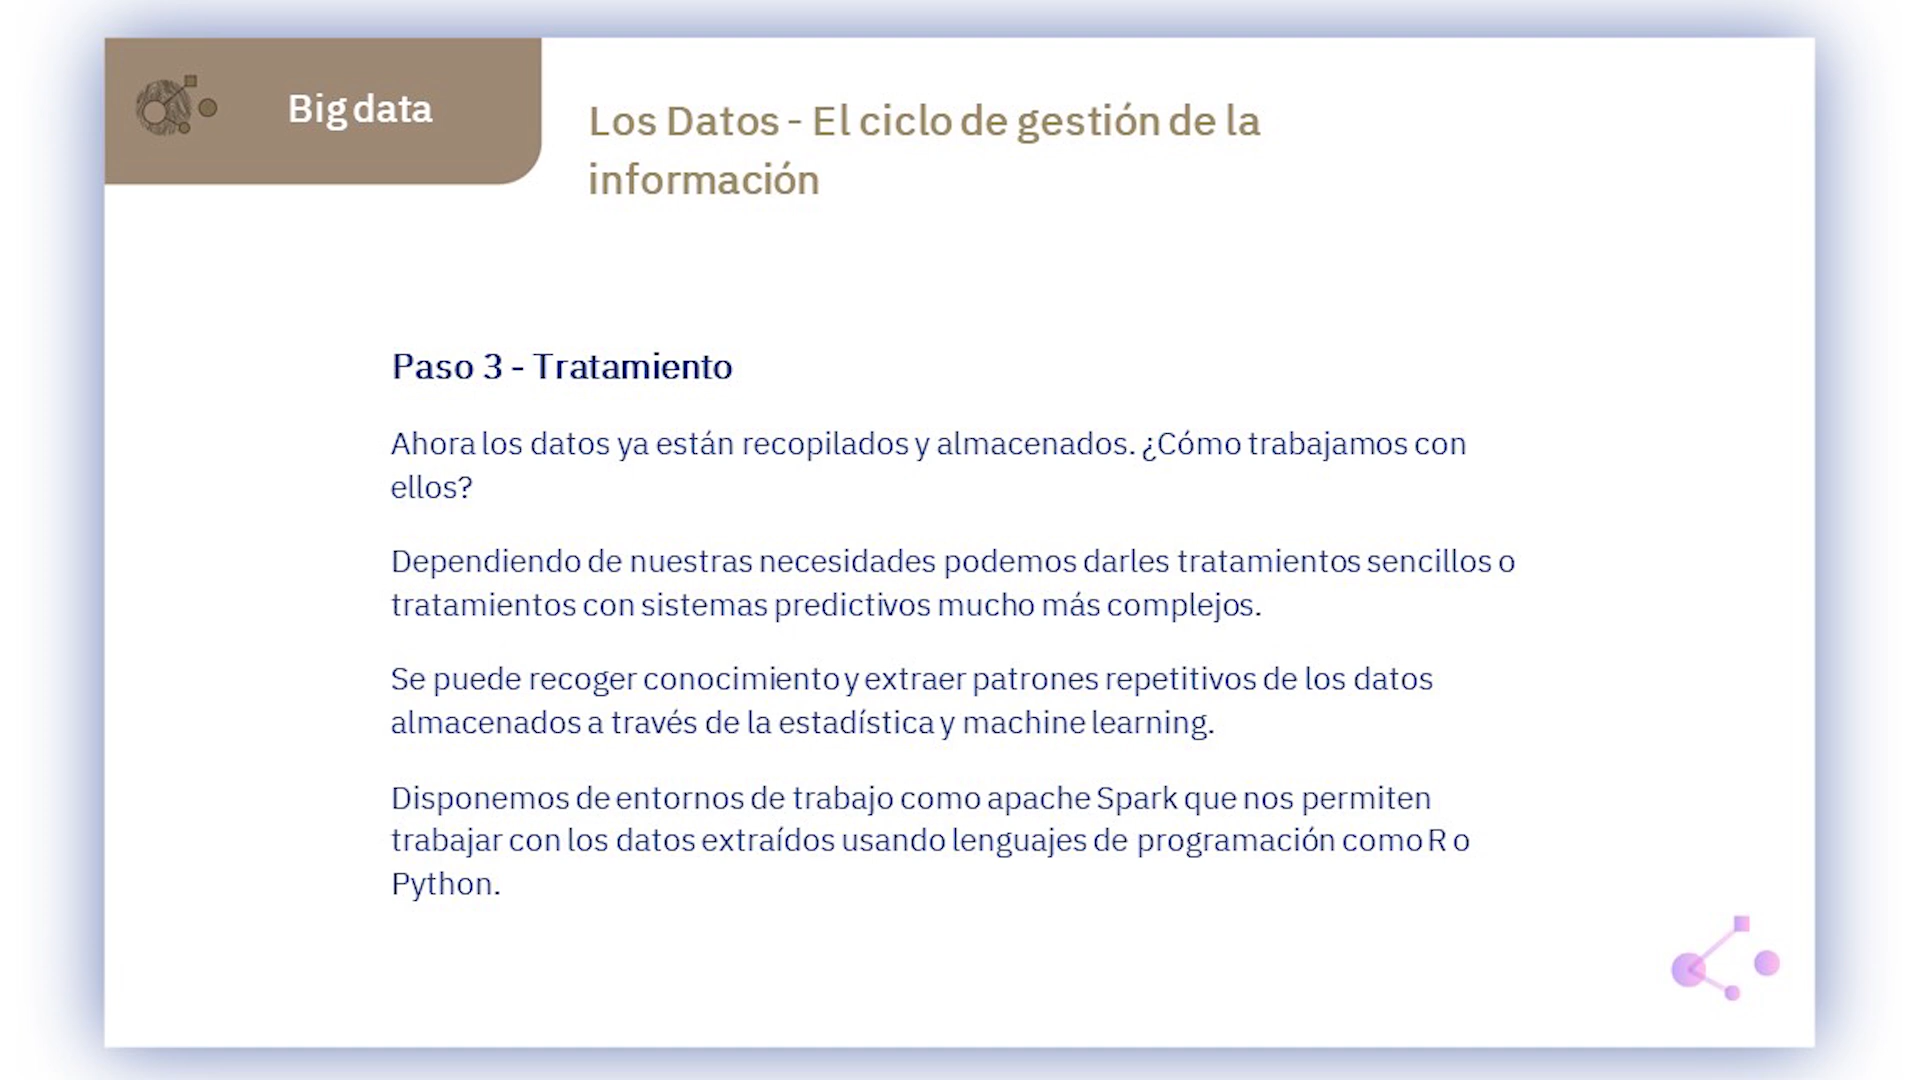 Big data
Los Datos - El ciclo de gestión de la
información
Paso 3 - Tratamiento
Ahora los datos ya están recopilados y almacenados. ¿Cómo trabajamos con
ellos?
Dependiendo de nuestras necesidades podemos darles tratamientos sencillos o
tratamientos con sistemas predictivos mucho más complejos.
Se puede recoger conocimiento y extraer patrones repetitivos de los datos
almacenados a través de la estadística y machine learning.
Disponemos de entornos de trabajo como apache Spark que nos permiten
trabajar con los datos extraídos usando lenguajes de programación como R o
Python.